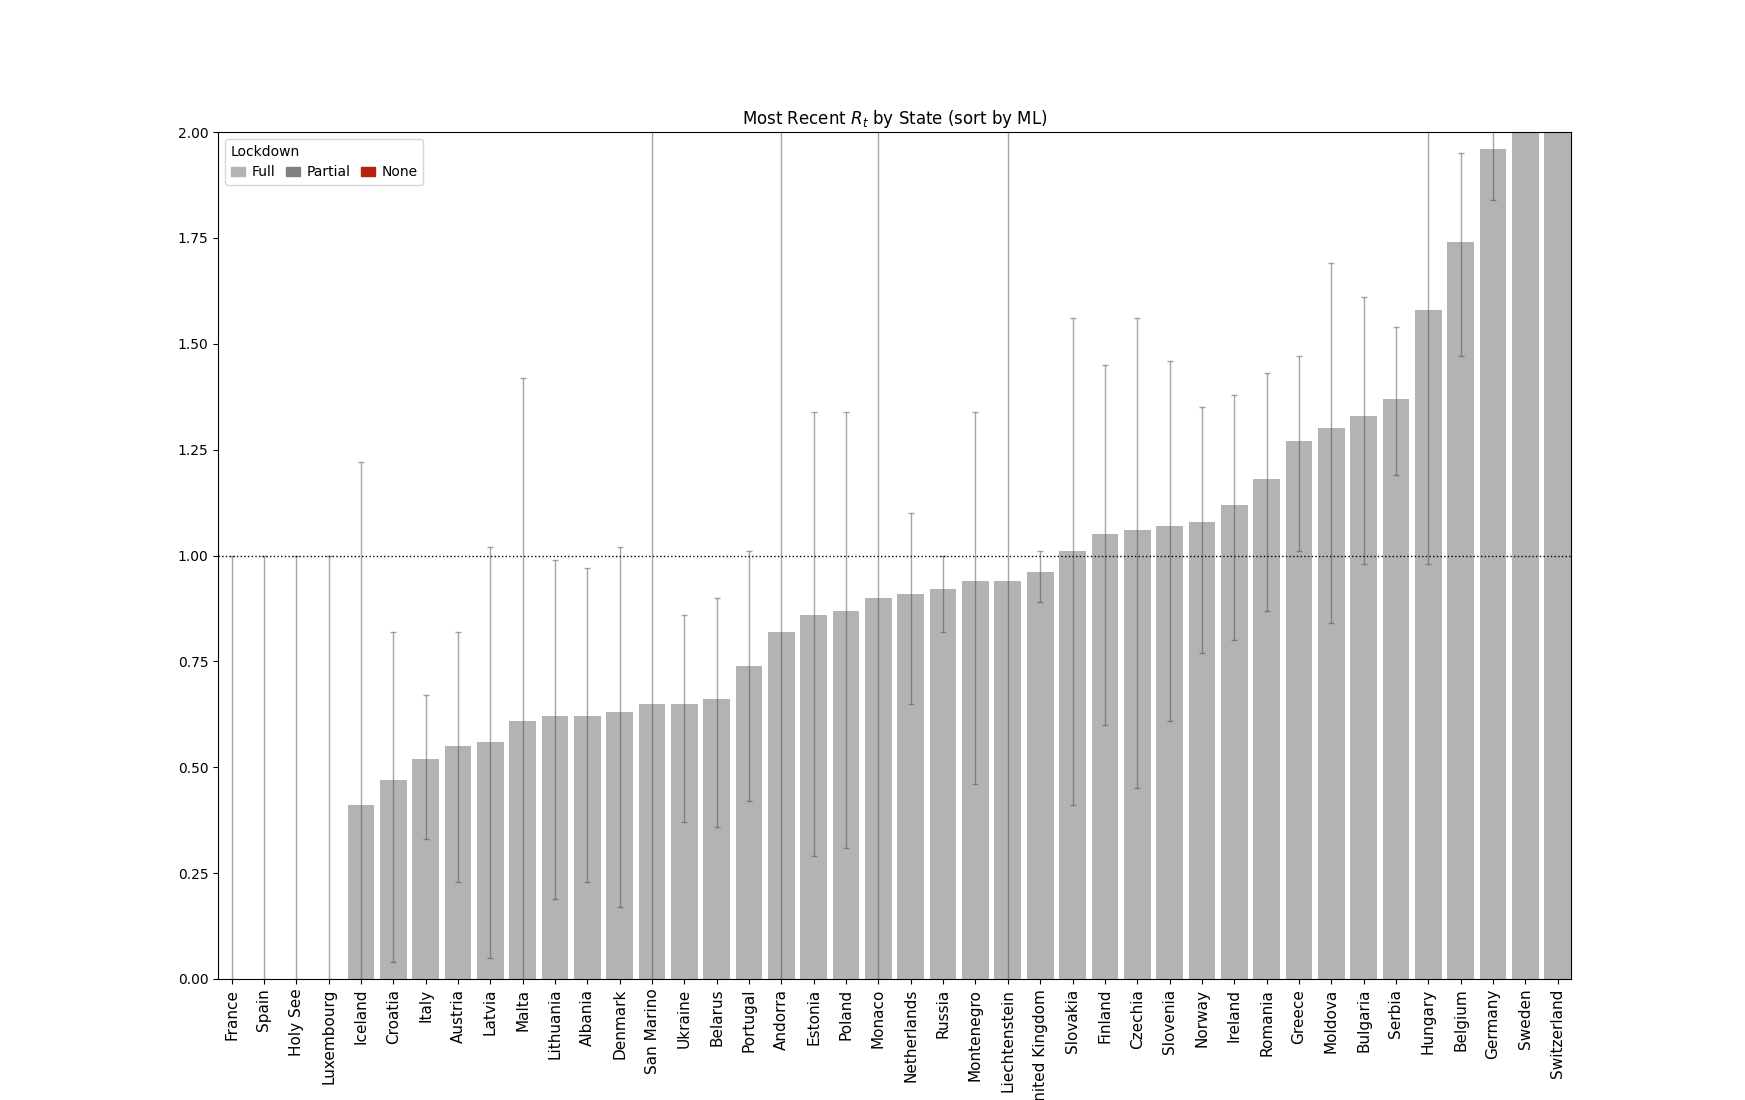 Most Recent R_t by State (sort by ML)
Lockdown
Full Partial None
2.00
1.75
1.50
1.25
1.00
0.75
0.50
0.25
0.00
France
Spain
Holy See
Luxembourg
Iceland
Croatia
Italy
Austria
Latvia
Malta
Lithuania
Albania
Denmark
San Marino
Ukraine
Belarus
Portugal
Andorra
Estonia
Poland
Monaco
Netherlands
Russia
Montenegro
Liechtenstein
nited Kingdom
Slovakia
Finland
Czechia
Slovenia
Norway
Ireland
Romania
Greece
Moldova
Bulgaria
Serbia
Hungary
Belgium
Germany
Sweden
Switzerland